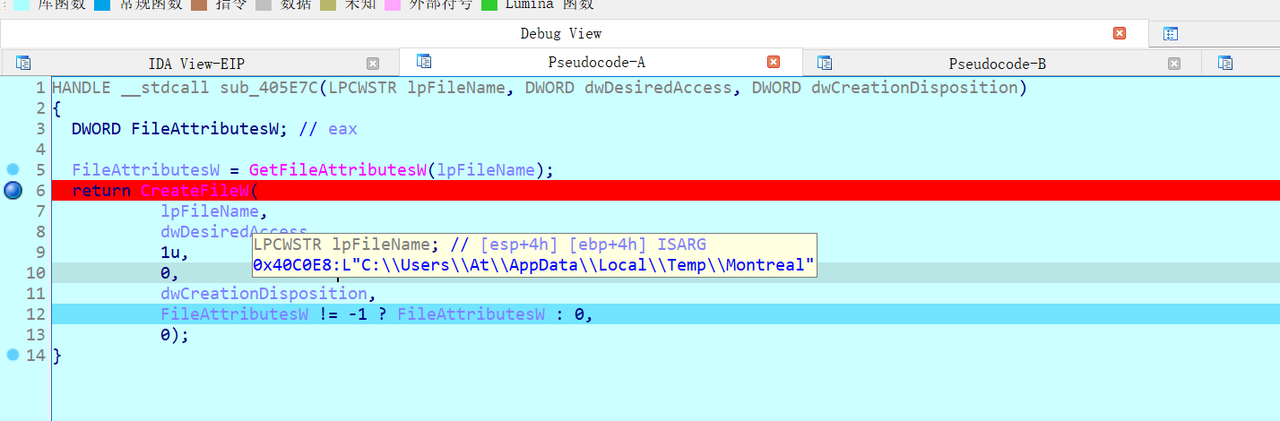 库函数 常规函数 指令 数据 未知 外部符号 Lumina 函数
Debug View
IDA View-EIP Pseudocode-A Pseudocode-B
1 HANDLE __stdcall sub_405E7C(LPCWSTR lpFileName, DWORD dwDesiredAccess, DWORD dwCreationDisposition)
2 {
3 DWORD FileAttributesW; // eax
4
5 FileAttributesW = GetFileAttributesW(lpFileName);
6 return CreateFileW(
7 lpFileName,
8 dwDesiredAccess
LPCWSTR lpFileName; // [esp+4h] [ebp+4h] ISARG
9 1u,
0x40C0E8:L"C:\\Users\\At\\AppData\\Local\\Temp\\Montreal"
10 0,
11 dwCreationDisposition,
12 FileAttributesW != -1 ? FileAttributesW : 0,
13 0);
14 }